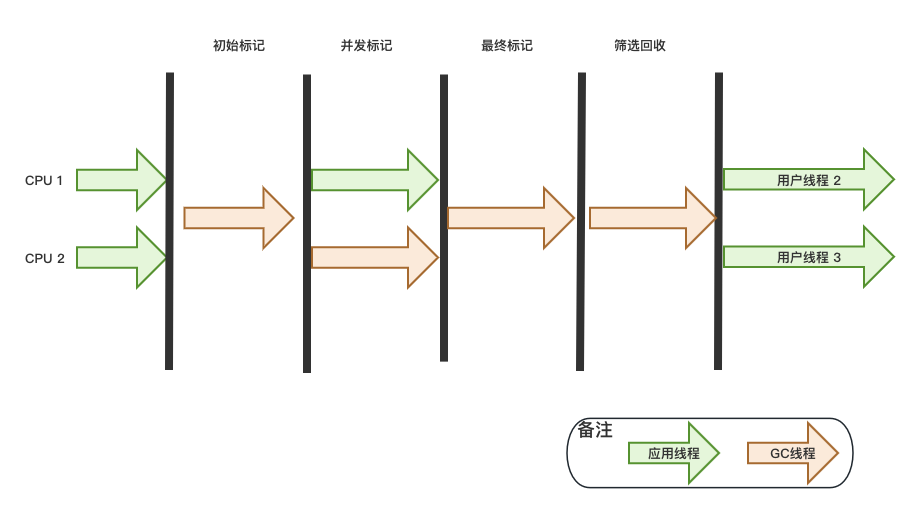 初始标记
并发标记
最终标记
筛选回收
CPU 1
用户线程 2
CPU 2
用户线程 3
备注
应用线程
GC线程